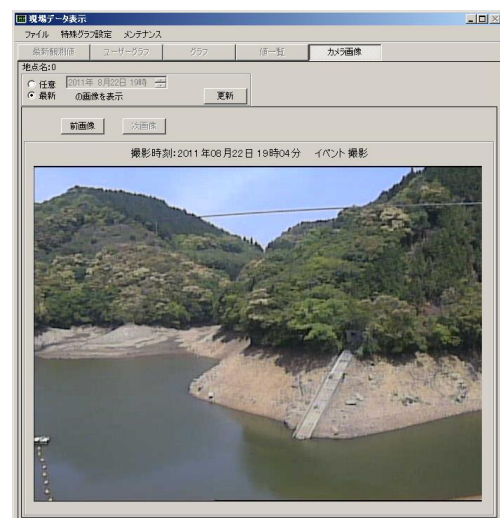 現場データ表示
ファイル 特殊グラフ設定 メンテナンス
最新観測値 ユーザーグラフ グラフ 値一覧 カメラ画像
地点名:0
任意 2011年 8月22日 19時
最新 の画像を表示 更新
前画像 次画像
撮影時刻:2011年08月22日 19時04分 イベント撮影